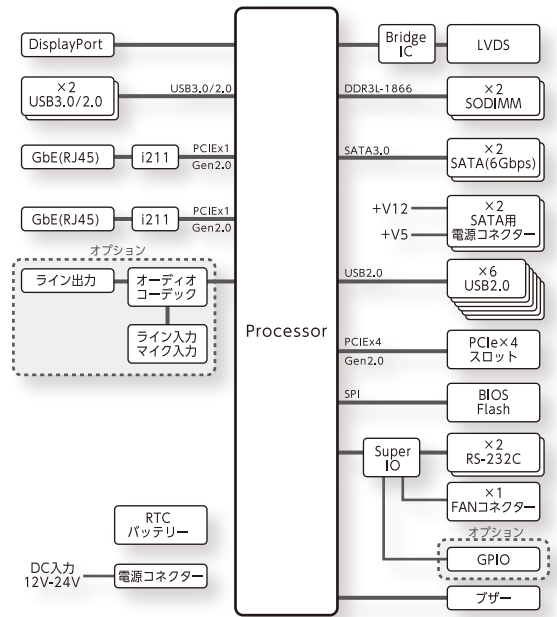 DisplayPort
×2
USB3.0/2.0
USB3.0/2.0
GbE(RJ45)
i211
PCIEx1
Gen2.0
GbE(RJ45)
i211
PCIEx1
Gen2.0
オプション
ライン出力
オーディオ
コーデック
ライン入力
マイク入力
RTC
バッテリー
DC入力
12V-24V
電源コネクター
Processor
Bridge
IC
LVDS
DDR3L-1866
×2
SODIMM
SATA3.0
×2
SATA(6Gbps)
+V12
+V5
×2
SATA用
電源コネクター
USB2.0
×6
USB2.0
PCIEx4
Gen2.0
PCIe×4
スロット
SPI
BIOS
Flash
Super
IO
×2
RS-232C
×1
FANコネクター
オプション
GPIO
ブザー